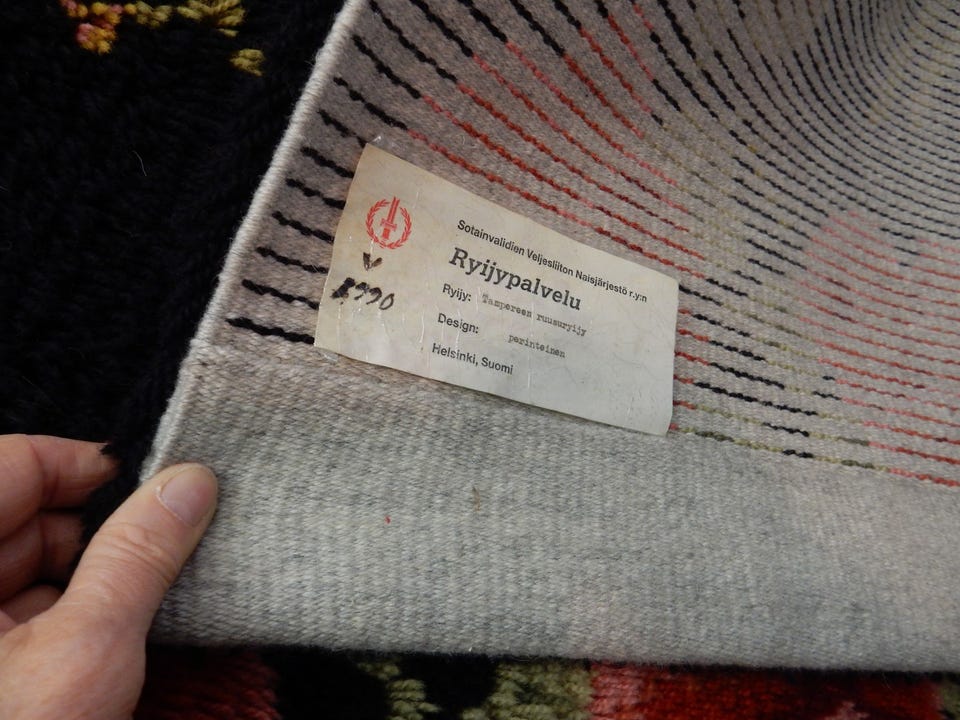 Sotainvalidien Veljesliiton Naisjärjestö r.y:n
Ryijypalvelu
Ryijy: Tampereen ruusuryijy
Design: perinteinen
Helsinki, Suomi